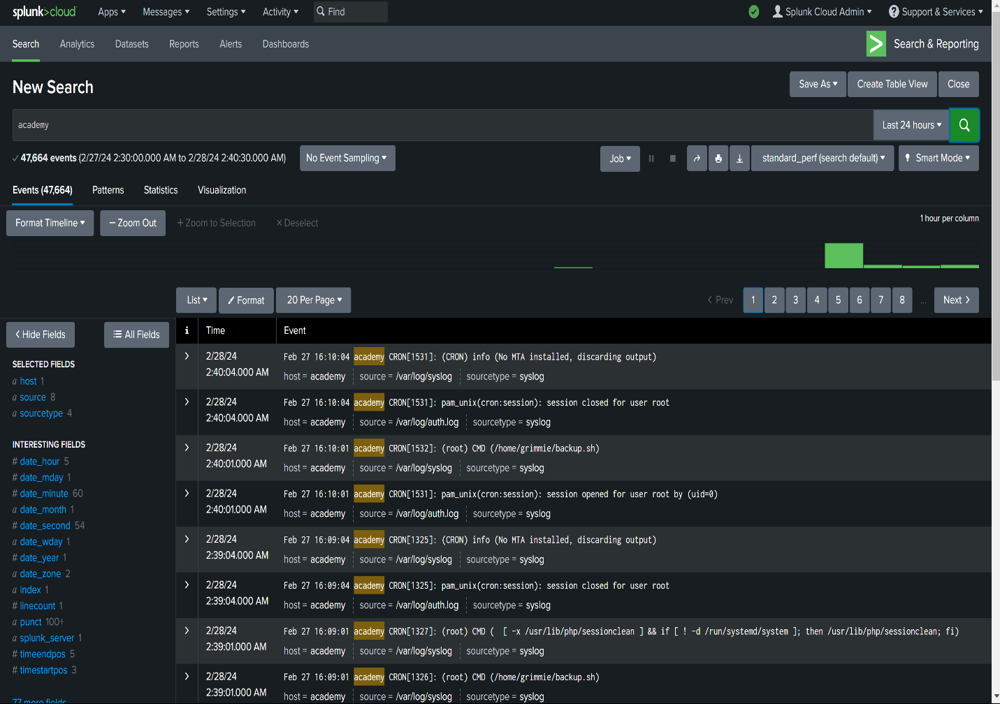 splunk>cloud Apps Messages Settings Activity Find Splunk Cloud Admin Support & Services
Search Analytics Datasets Reports Alerts Dashboards Search & Reporting
New Search Save As Create Table View Close
academy Last 24 hours
✓ 47,664 events (2/27/24 2:30:00.000 AM to 2/28/24 2:40:30.000 AM) No Event Sampling Job standard_perf (search default) Smart Mode
Events (47,664) Patterns Statistics Visualization
Format Timeline — Zoom Out + Zoom to Selection × Deselect 1 hour per column
List Format 20 Per Page < Prev 1 2 3 4 5 6 7 8 ... Next >
< Hide Fields All Fields
SELECTED FIELDS
a host 1
a source 8
a sourcetype 4
INTERESTING FIELDS
# date_hour 5
# date_mday 1
# date_minute 60
a date_month 1
# date_second 54
a date_wday 1
# date_year 1
a date_zone 2
a index 1
# linecount 1
a punct 100+
a splunk_server 1
# timeendpos 5
# timestartpos 3
77 more fields
i Time Event
> 2/28/24 Feb 27 16:10:04 academy CRON[1531]: (CRON) info (No MTA installed, discarding output)
2:40:04.000 AM host = academy source = /var/log/syslog sourcetype = syslog
> 2/28/24 Feb 27 16:10:04 academy CRON[1531]: pam_unix(cron:session): session closed for user root
2:40:04.000 AM host = academy source = /var/log/auth.log sourcetype = syslog
> 2/28/24 Feb 27 16:10:01 academy CRON[1532]: (root) CMD (/home/grimmie/backup.sh)
2:40:01.000 AM host = academy source = /var/log/syslog sourcetype = syslog
> 2/28/24 Feb 27 16:10:01 academy CRON[1531]: pam_unix(cron:session): session opened for user root by (uid=0)
2:40:01.000 AM host = academy source = /var/log/auth.log sourcetype = syslog
> 2/28/24 Feb 27 16:09:04 academy CRON[1325]: (CRON) info (No MTA installed, discarding output)
2:39:04.000 AM host = academy source = /var/log/syslog sourcetype = syslog
> 2/28/24 Feb 27 16:09:04 academy CRON[1325]: pam_unix(cron:session): session closed for user root
2:39:04.000 AM host = academy source = /var/log/auth.log sourcetype = syslog
> 2/28/24 Feb 27 16:09:01 academy CRON[1327]: (root) CMD (  [ -x /usr/lib/php/sessionclean ] && if [ ! -d /run/systemd/system ]; then /usr/lib/php/sessionclean; fi)
2:39:01.000 AM host = academy source = /var/log/syslog sourcetype = syslog
> 2/28/24 Feb 27 16:09:01 academy CRON[1326]: (root) CMD (/home/grimmie/backup.sh)
2:39:01.000 AM host = academy source = /var/log/syslog sourcetype = syslog